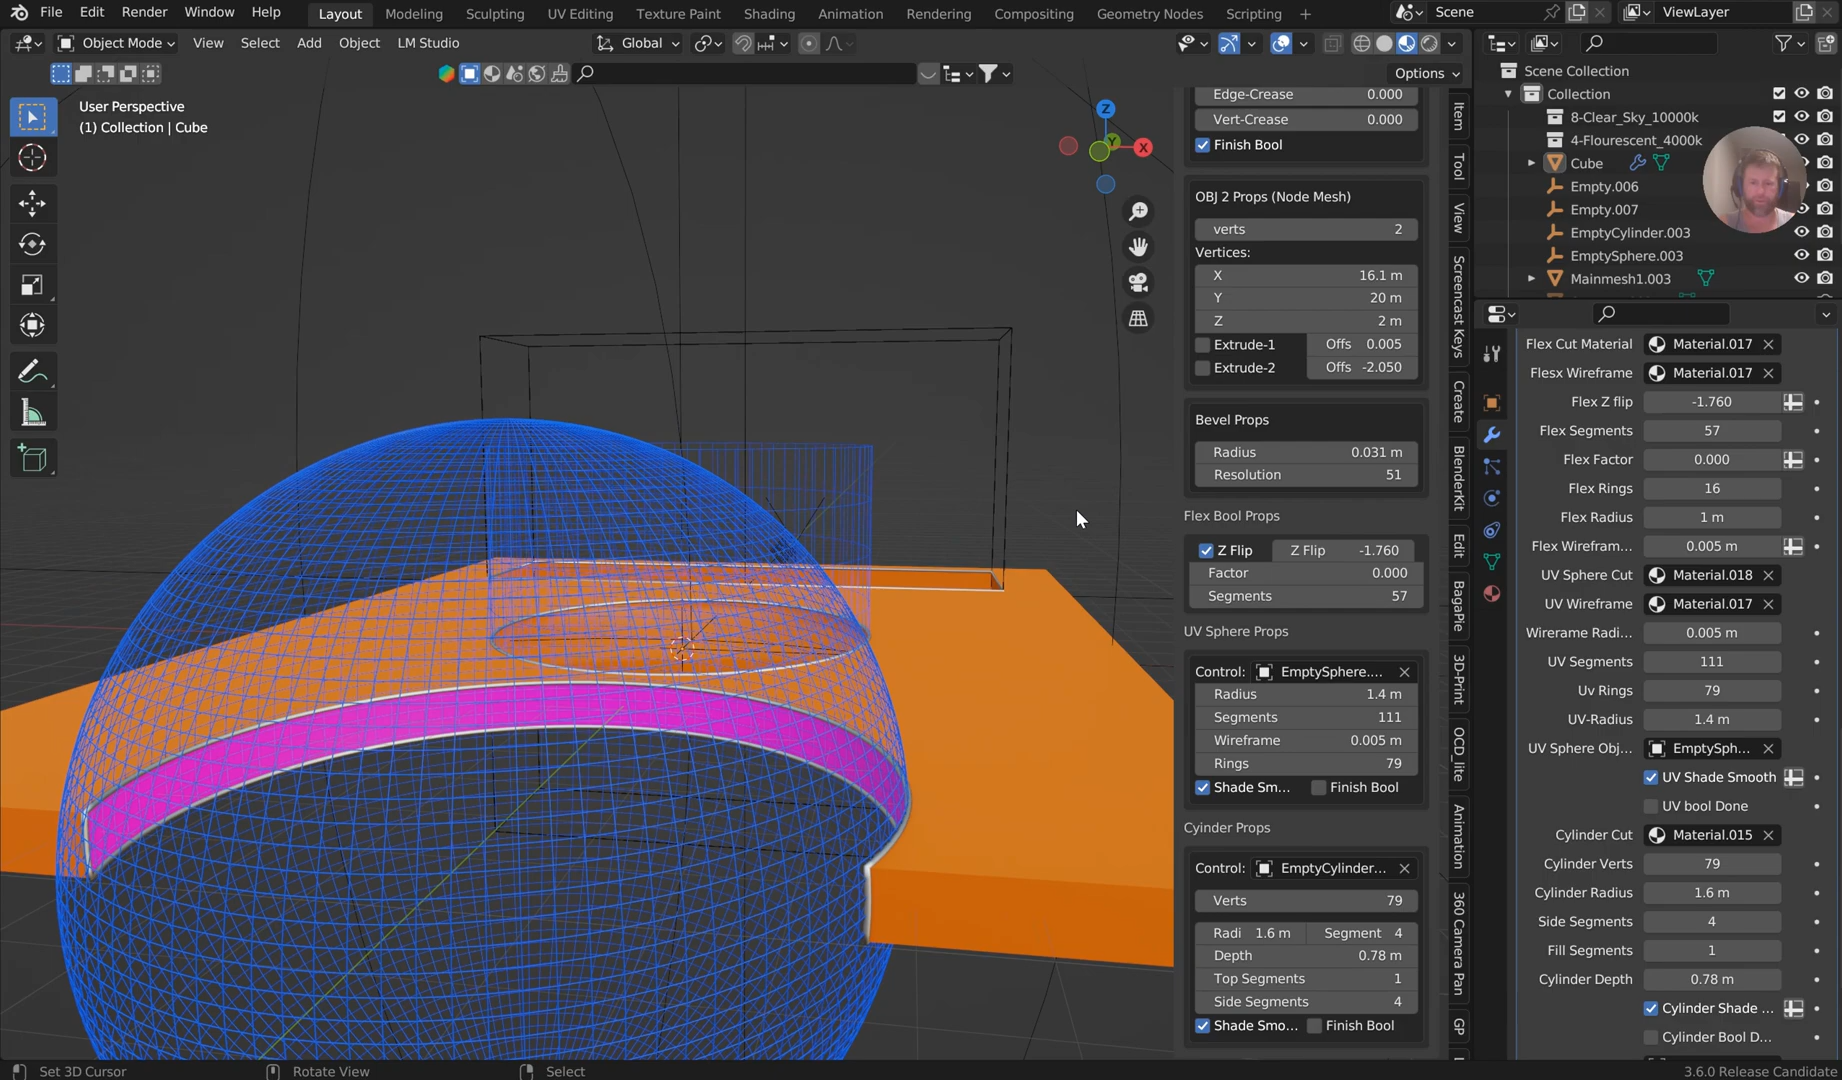 File Edit Render Window Help Layout Modeling Sculpting UV Editing Texture Paint Shading Animation Rendering Compositing Geometry Nodes Scripting + Scene ViewLayer
Object Mode View Select Add Object LM Studio Global
Options
User Perspective
(1) Collection | Cube
Z
Y
X
Edge-Crease 0.000
Vert-Crease 0.000
Finish Bool
OBJ 2 Props (Node Mesh)
verts 2
Vertices:
X 16.1 m
Y 20 m
Z 2 m
Extrude-1 Offs 0.005
Extrude-2 Offs -2.050
Bevel Props
Radius 0.031 m
Resolution 51
Flex Bool Props
Z Flip Z Flip -1.760
Factor 0.000
Segments 57
UV Sphere Props
Control: EmptySphere....
Radius 1.4 m
Segments 111
Wireframe 0.005 m
Rings 79
Shade Sm... Finish Bool
Cyinder Props
Control: EmptyCylinder...
Verts 79
Radi 1.6 m Segment 4
Depth 0.78 m
Top Segments 1
Side Segments 4
Shade Smo... Finish Bool
Item
Tool
View
Screencast Keys
Create
BlenderKit
Edit
BagaPie
3D-Print
OCD_lite
Animation
360 Camera Pan
GP
Scene Collection
Collection
8-Clear_Sky_10000k
4-Flourescent_4000k
Cube
Empty.006
Empty.007
EmptyCylinder.003
EmptySphere.003
Mainmesh1.003
Flex Cut Material Material.017
Flesx Wireframe Material.017
Flex Z flip -1.760
Flex Segments 57
Flex Factor 0.000
Flex Rings 16
Flex Radius 1 m
Flex Wirefram... 0.005 m
UV Sphere Cut Material.018
UV Wireframe Material.017
Wirerame Radi... 0.005 m
UV Segments 111
Uv Rings 79
UV-Radius 1.4 m
UV Sphere Obj... EmptySph...
UV Shade Smooth
UV bool Done
Cylinder Cut Material.015
Cylinder Verts 79
Cylinder Radius 1.6 m
Side Segments 4
Fill Segments 1
Cylinder Depth 0.78 m
Cylinder Shade ...
Cylinder Bool D...
Set 3D Cursor Rotate View Select 3.6.0 Release Candidate